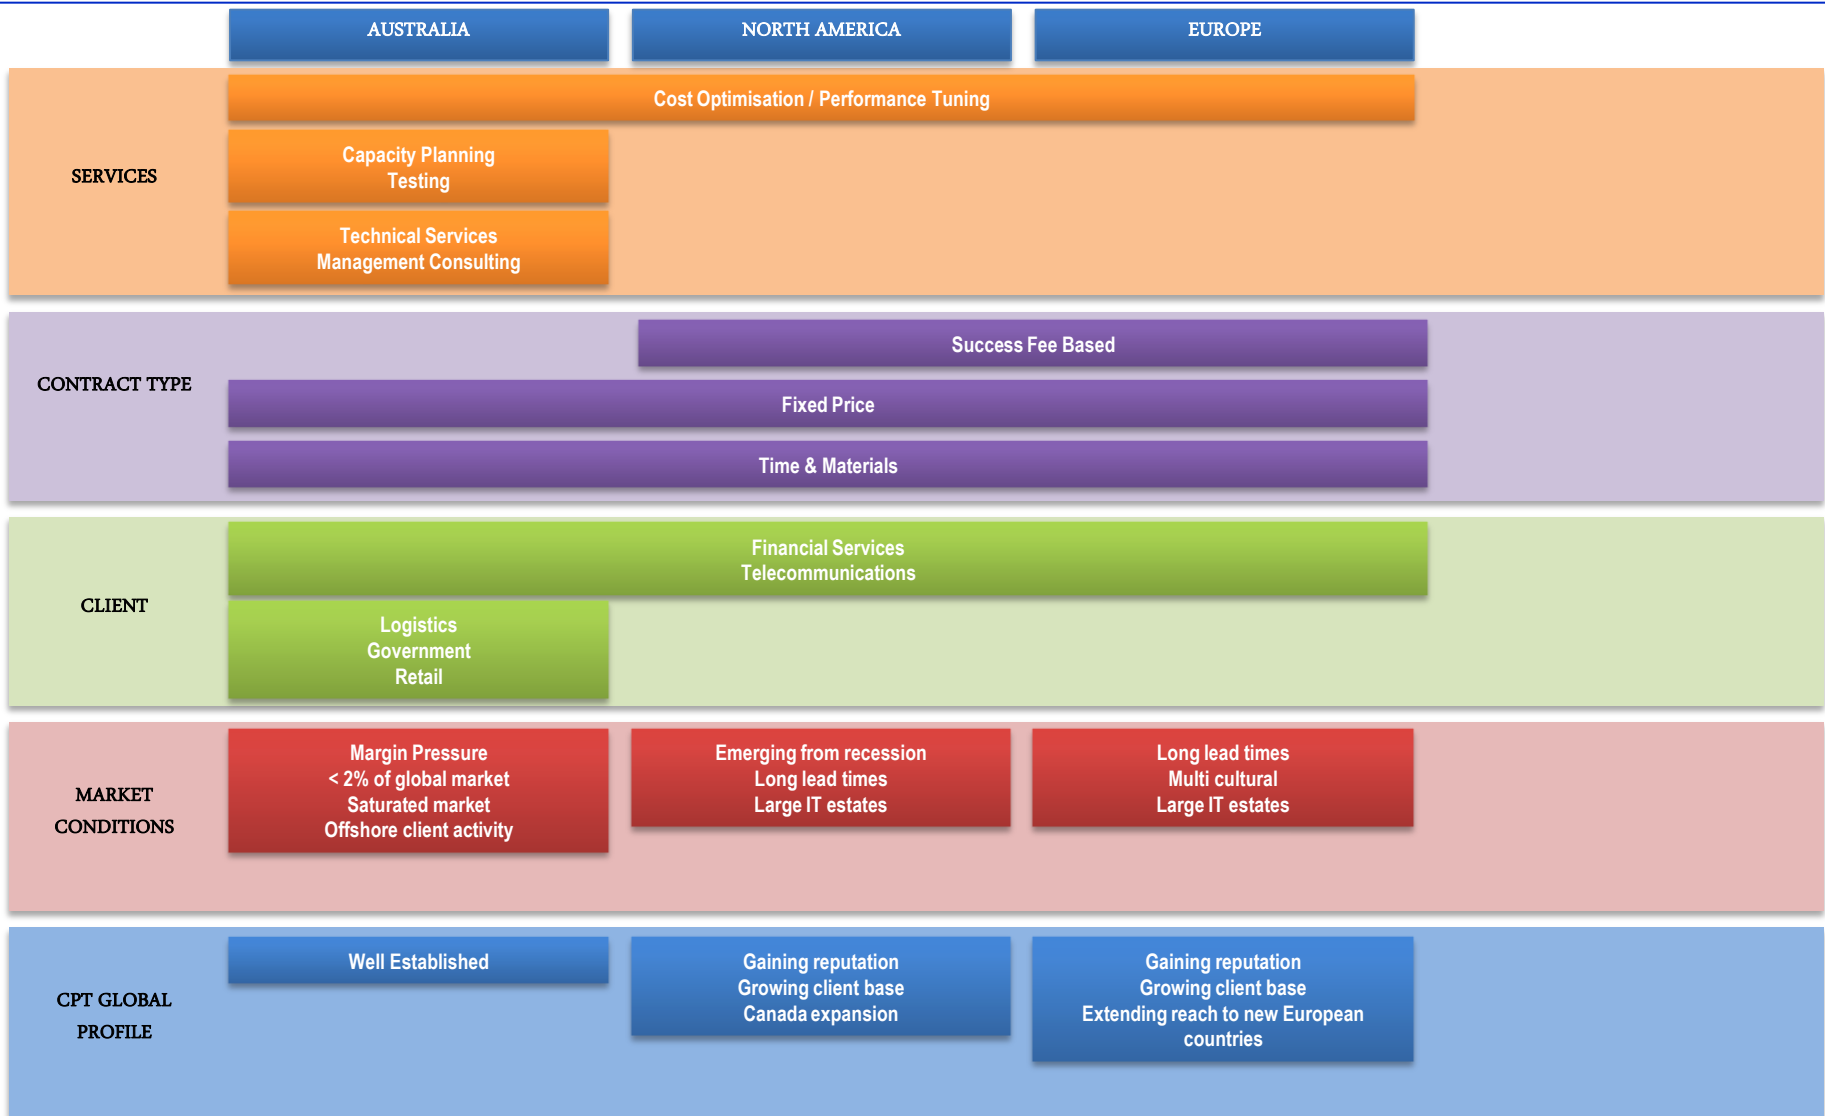 AUSTRALIA
NORTH AMERICA
EUROPE
SERVICES
Cost Optimisation / Performance Tuning
Capacity Planning
Testing
Technical Services
Management Consulting
CONTRACT TYPE
Success Fee Based
Fixed Price
Time & Materials
CLIENT
Financial Services
Telecommunications
Logistics
Government
Retail
MARKET
CONDITIONS
Margin Pressure
< 2% of global market
Saturated market
Offshore client activity
Emerging from recession
Long lead times
Large IT estates
Long lead times
Multi cultural
Large IT estates
CPT GLOBAL
PROFILE
Well Established
Gaining reputation
Growing client base
Canada expansion
Gaining reputation
Growing client base
Extending reach to new European
countries